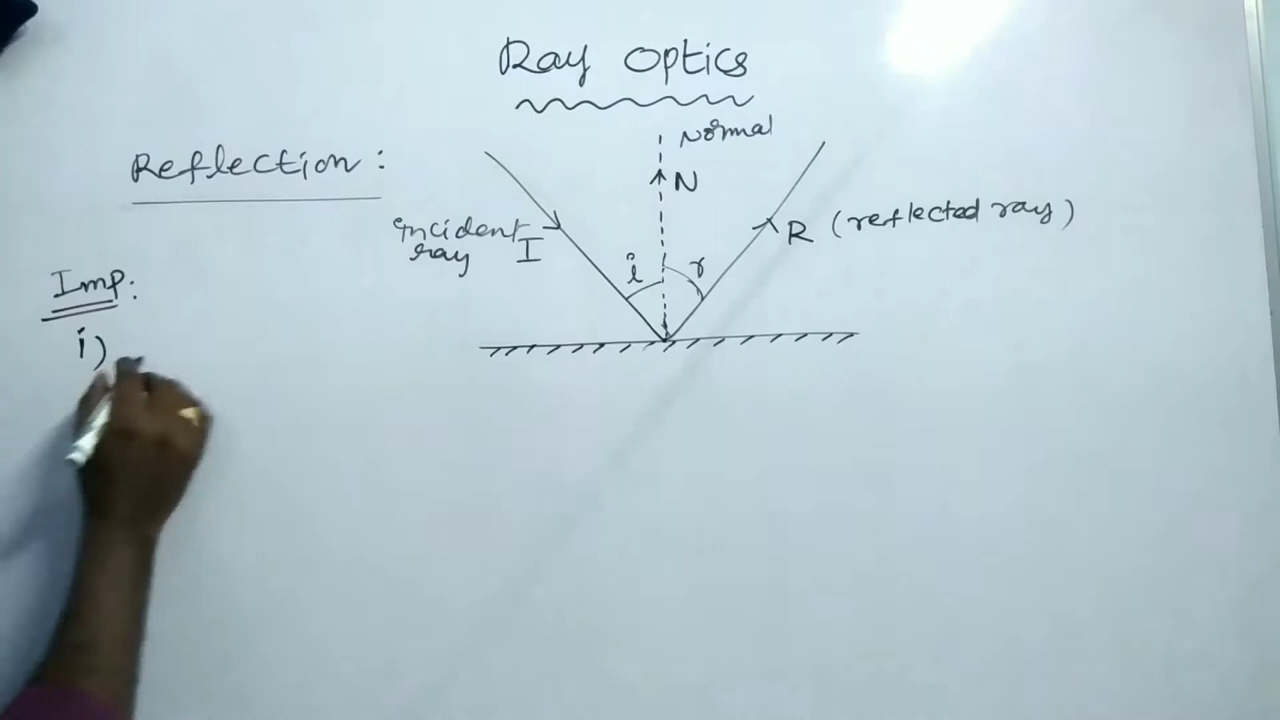 Ray Optics
Normal
Reflection :
N
incident
ray I
R (reflected ray)
i r
Imp:
i)